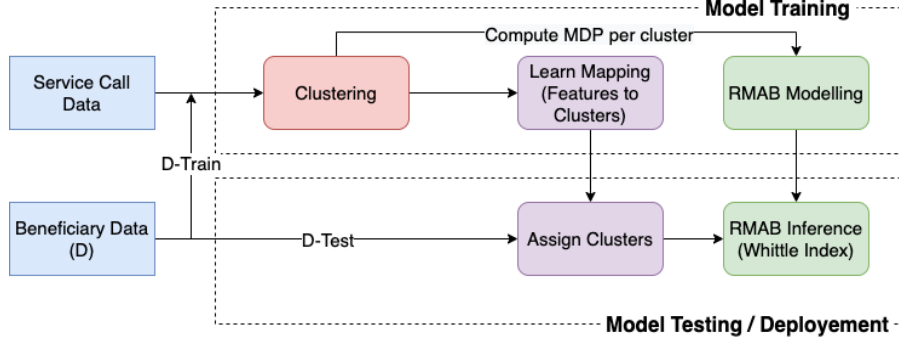 Model Training
Compute MDP per cluster
Service Call
Data
Clustering
Learn Mapping
(Features to
Clusters)
RMAB Modelling
D-Train
Beneficiary Data
(D)
D-Test
Assign Clusters
RMAB Inference
(Whittle Index)
Model Testing / Deployement